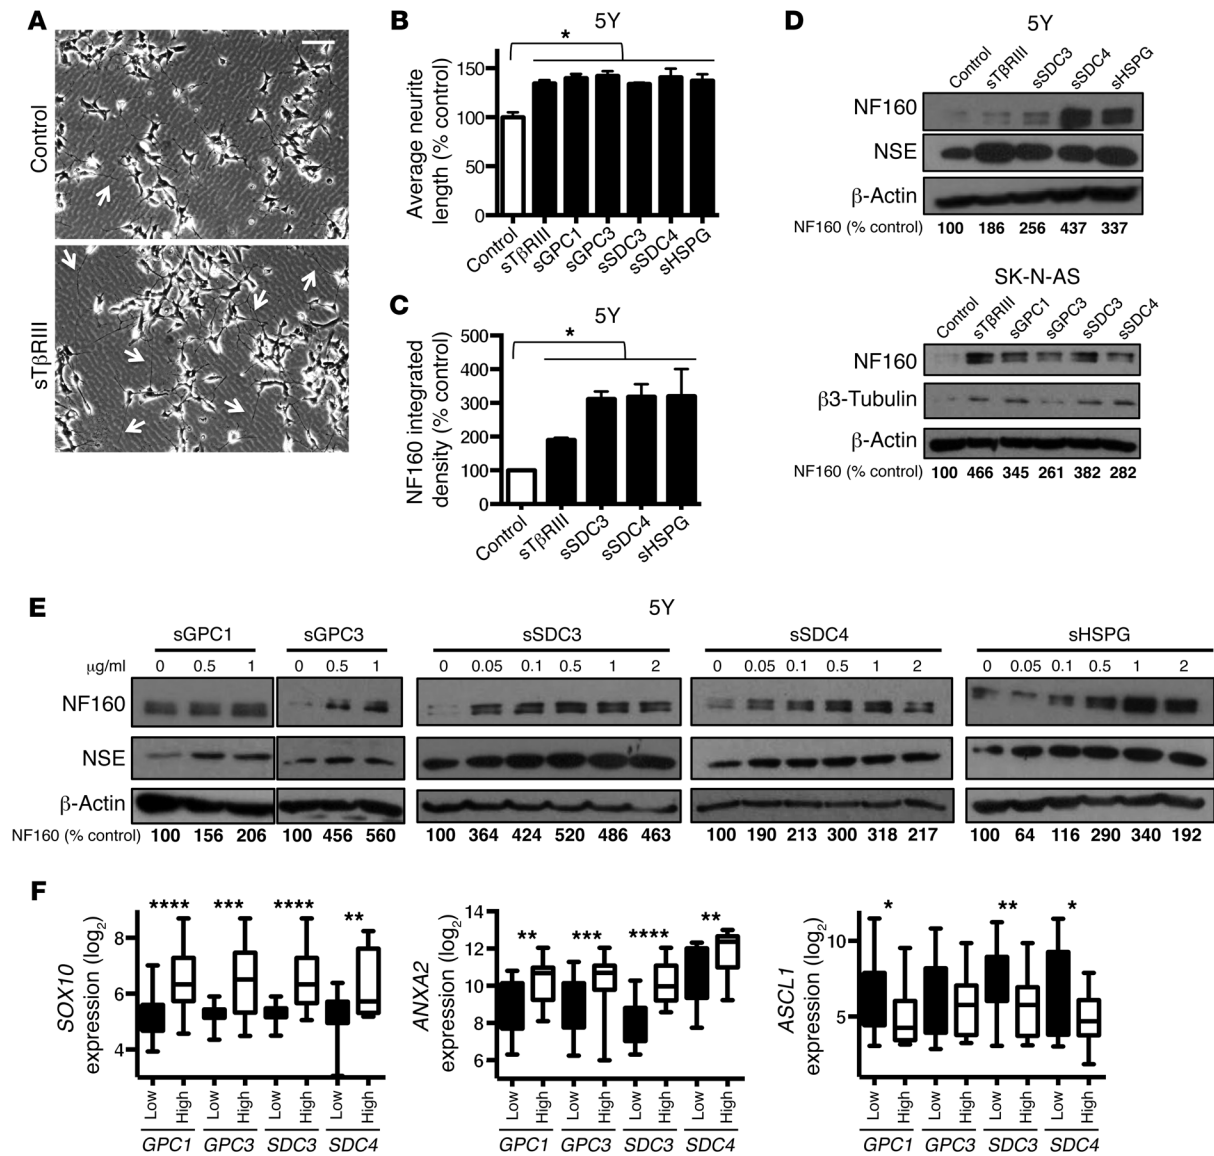 A
Control
sTβRIII
B
5Y
*
Average neurite
length (% control)
150
100
50
0
Control
sTβRIII
sGPC1
sGPC3
sSDC3
sSDC4
sHSPG
C
5Y
*
NF160 integrated
density (% control)
500
400
300
200
100
0
Control
sTβRIII
sSDC3
sSDC4
sHSPG
D
5Y
Control sTβRIII sSDC3 sSDC4 sHSPG
NF160
NSE
β-Actin
NF160 (% control) 100 186 256 437 337
SK-N-AS
Control sTβRIII sGPC1 sGPC3 sSDC3 sSDC4
NF160
β3-Tubulin
β-Actin
NF160 (% control) 100 466 345 261 382 282
E
5Y
sGPC1 sGPC3 sSDC3 sSDC4 sHSPG
μg/ml 0 0.5 1 0 0.5 1 0 0.05 0.1 0.5 1 2 0 0.05 0.1 0.5 1 2 0 0.05 0.1 0.5 1 2
NF160
NSE
β-Actin
NF160 (% control) 100 156 206 100 456 560 100 364 424 520 486 463 100 190 213 300 318 217 100 64 116 290 340 192
F
SOX10
expression (log2)
8
6
4
**** *** **** **
Low High Low High Low High Low High
GPC1 GPC3 SDC3 SDC4
ANXA2
expression (log2)
14
12
10
8
6
** *** **** **
Low High Low High Low High Low High
GPC1 GPC3 SDC3 SDC4
ASCL1
expression (log2)
10
5
* ** *
Low High Low High Low High Low High
GPC1 GPC3 SDC3 SDC4